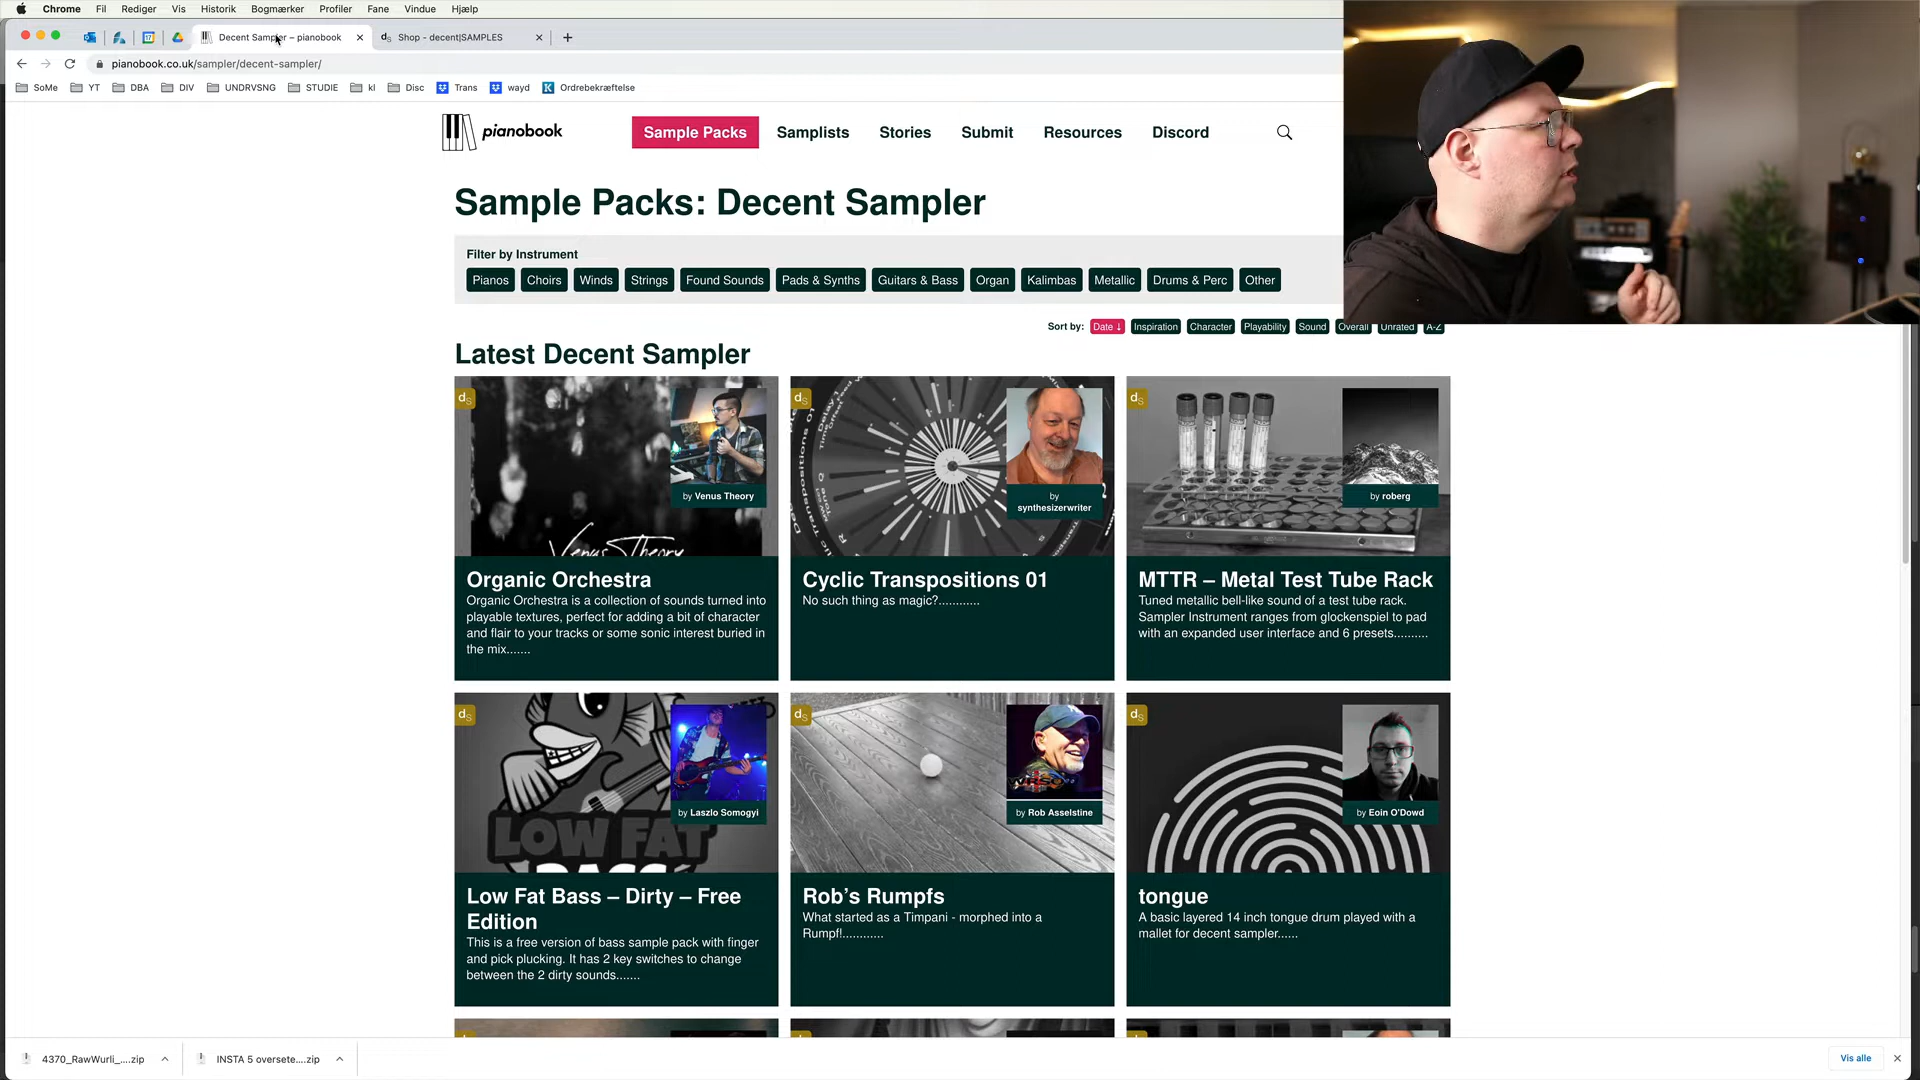 Chrome Fil Rediger Vis Historik Bogmærker Profiler Fane Vindue Hjælp
Decent Sampler – pianobook
Shop - decent|SAMPLES
pianobook.co.uk/sampler/decent-sampler/
SoMe YT DBA DIV UNDRVSNG STUDIE kl Disc Trans wayd Ordrebekræftelse
pianobook
Sample Packs Samplists Stories Submit Resources Discord
Sample Packs: Decent Sampler
Filter by Instrument
Pianos Choirs Winds Strings Found Sounds Pads & Synths Guitars & Bass Organ Kalimbas Metallic Drums & Perc Other
Sort by: Date ↓ Inspiration Character Playability Sound Overall Unrated A-Z
Latest Decent Sampler
ds
Venus Theory
by Venus Theory
Organic Orchestra
Organic Orchestra is a collection of sounds turned into
playable textures, perfect for adding a bit of character
and flair to your tracks or some sonic interest buried in
the mix.......
ds
by
synthesizerwriter
Cyclic Transpositions 01
No such thing as magic?............
ds
by roberg
MTTR – Metal Test Tube Rack
Tuned metallic bell-like sound of a test tube rack.
Sampler Instrument ranges from glockenspiel to pad
with an expanded user interface and 6 presets..........
ds
LOW FAT
BASS
by Laszlo Somogyi
Low Fat Bass – Dirty – Free
Edition
This is a free version of bass sample pack with finger
and pick plucking. It has 2 key switches to change
between the 2 dirty sounds.......
ds
by Rob Asselstine
Rob’s Rumpfs
What started as a Timpani - morphed into a
Rumpf!............
ds
by Eoin O’Dowd
tongue
A basic layered 14 inch tongue drum played with a
mallet for decent sampler......
4370_RawWurli_....zip
INSTA 5 oversete....zip
Vis alle